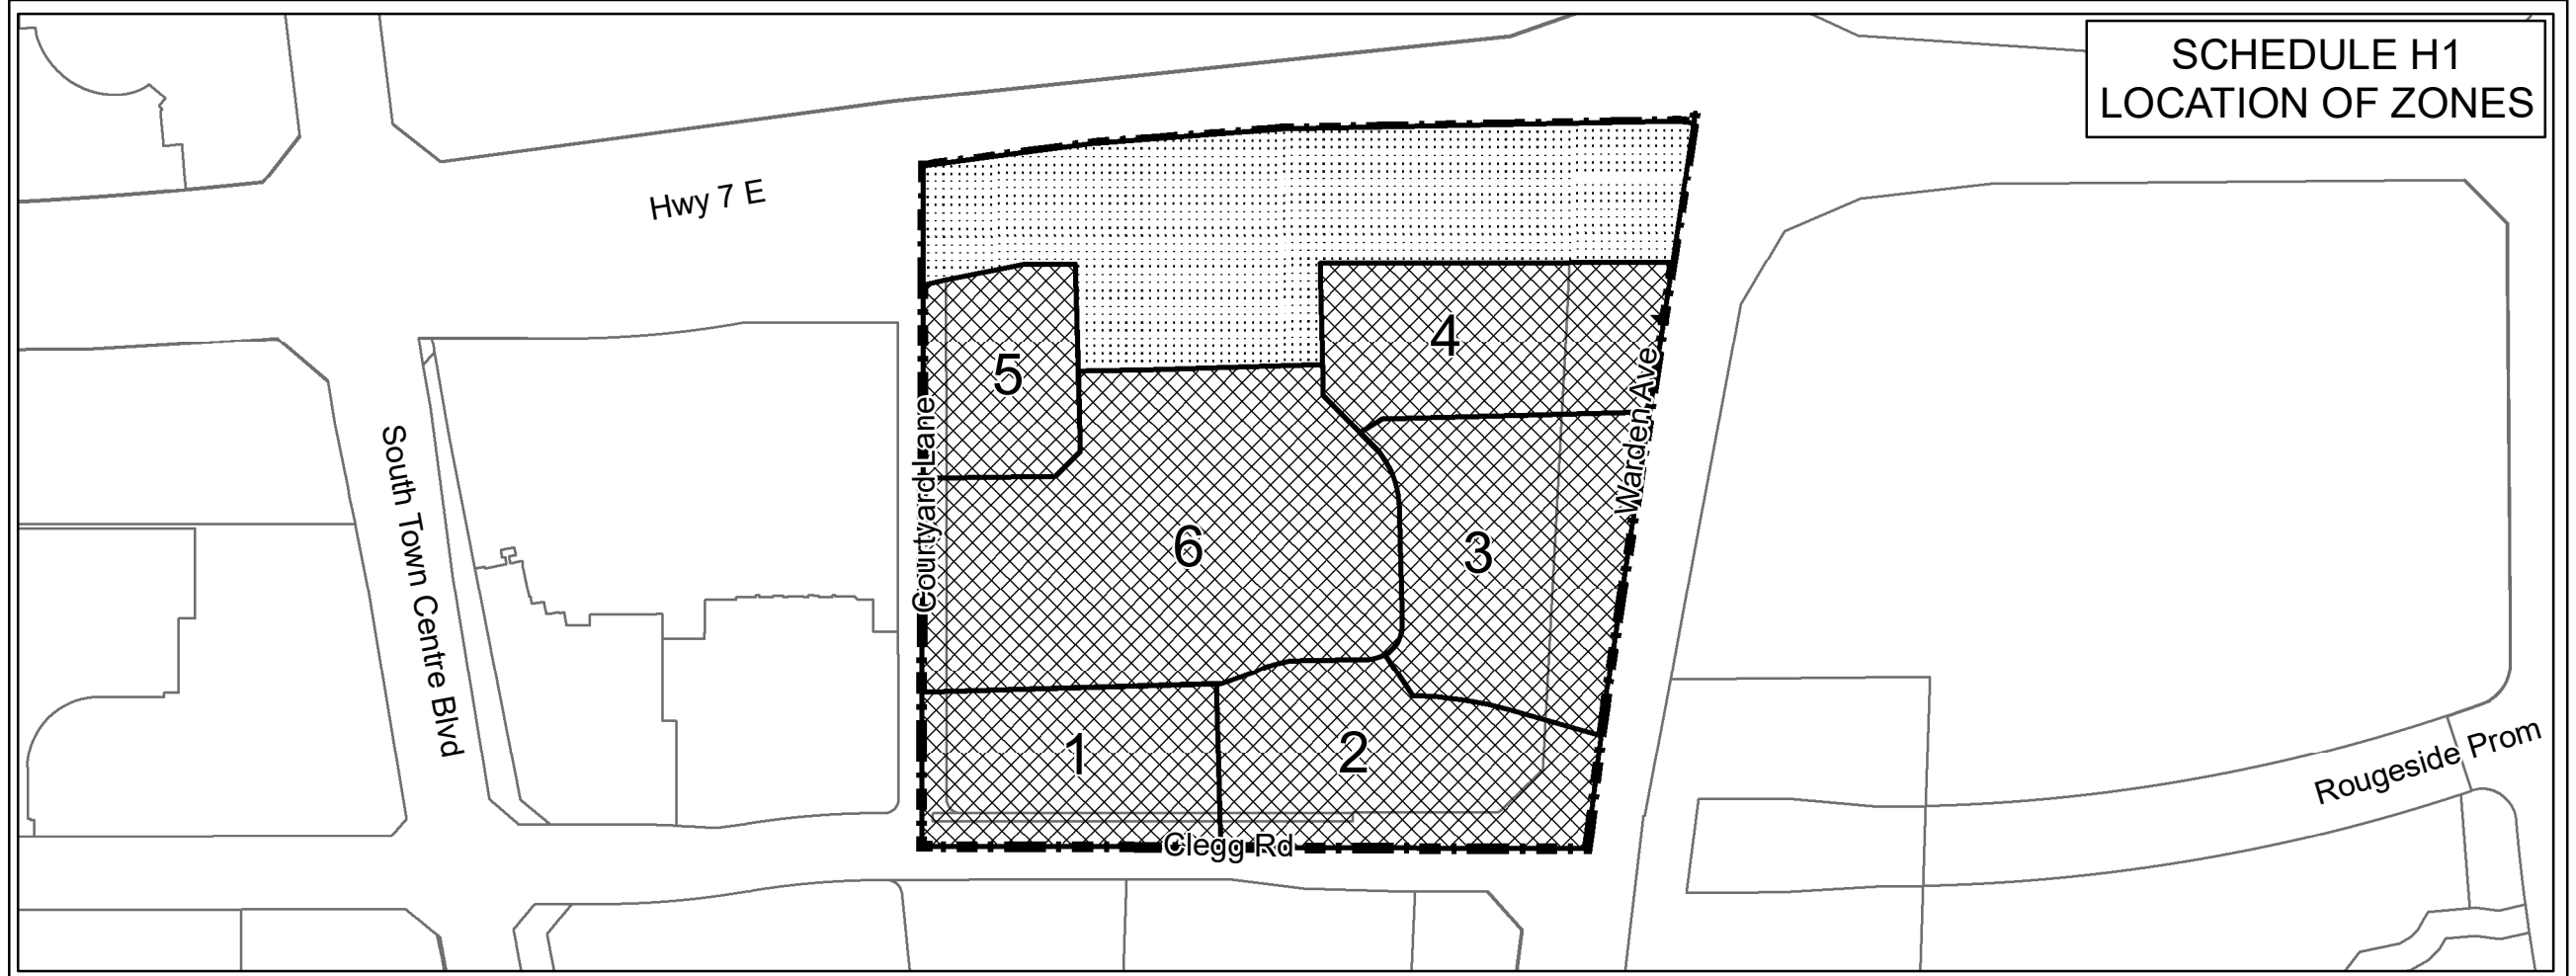 SCHEDULE H1
LOCATION OF ZONES
Hwy 7 E
4
5
Warden Ave
Courtyard Lane
South Town Centre Blvd
6
3
1
2
Rougeside Prom
Clegg Rd